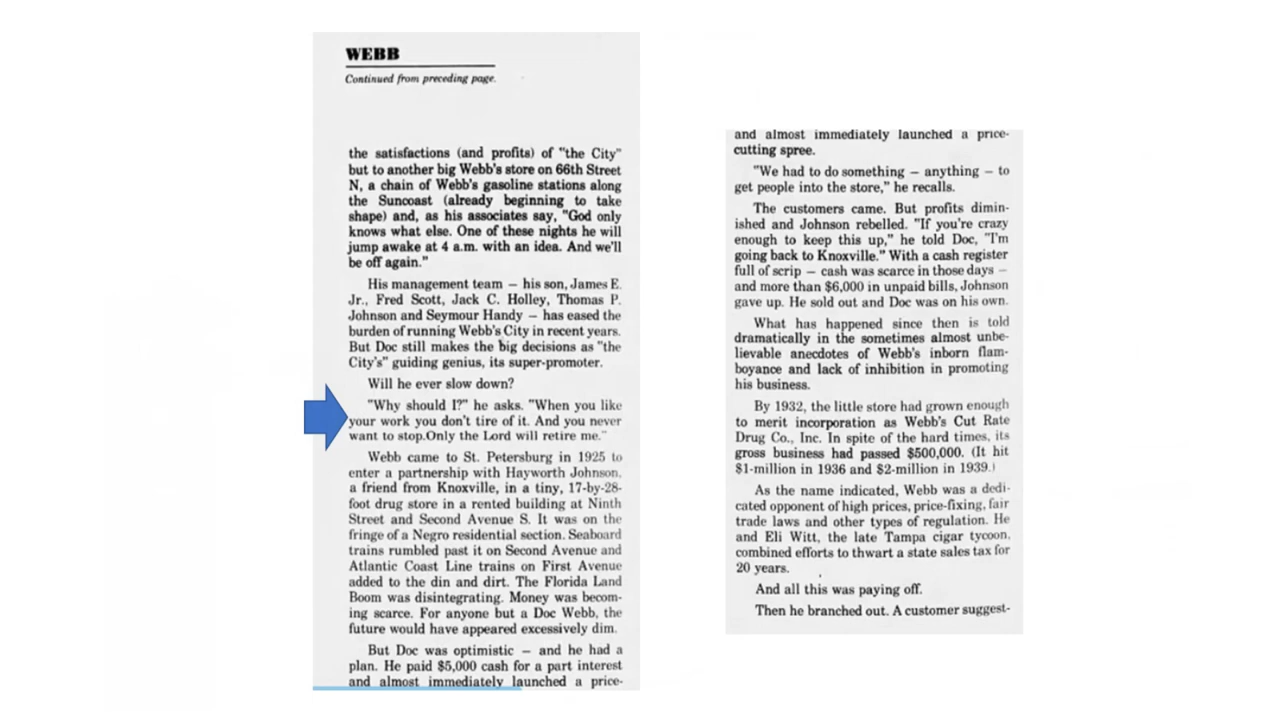 WEBB
Continued from preceding page.
the satisfactions (and profits) of "the City"
but to another big Webb's store on 66th Street
N, a chain of Webb's gasoline stations along
the Suncoast (already beginning to take
shape) and, as his associates say, "God only
knows what else. One of these nights he will
jump awake at 4 a.m. with an idea. And we'll
be off again."
His management team — his son, James E.
Jr., Fred Scott, Jack C. Holley, Thomas P.
Johnson and Seymour Handy — has eased the
burden of running Webb's City in recent years.
But Doc still makes the big decisions as "the
City's" guiding genius, its super-promoter.
Will he ever slow down?
"Why should I?" he asks. "When you like
your work you don't tire of it. And you never
want to stop.Only the Lord will retire me."
Webb came to St. Petersburg in 1925 to
enter a partnership with Hayworth Johnson,
a friend from Knoxville, in a tiny, 17-by-28-
foot drug store in a rented building at Ninth
Street and Second Avenue S. It was on the
fringe of a Negro residential section. Seaboard
trains rumbled past it on Second Avenue and
Atlantic Coast Line trains on First Avenue
added to the din and dirt. The Florida Land
Boom was disintegrating. Money was becom-
ing scarce. For anyone but a Doc Webb, the
future would have appeared excessively dim.
But Doc was optimistic — and he had a
plan. He paid $5,000 cash for a part interest
and almost immediately launched a price-
and almost immediately launched a price-
cutting spree.
"We had to do something — anything — to
get people into the store," he recalls.
The customers came. But profits dimin-
ished and Johnson rebelled. "If you're crazy
enough to keep this up," he told Doc, "I'm
going back to Knoxville." With a cash register
full of scrip — cash was scarce in those days —
and more than $6,000 in unpaid bills, Johnson
gave up. He sold out and Doc was on his own.
What has happened since then is told
dramatically in the sometimes almost unbe-
lievable anecdotes of Webb's inborn flam-
boyance and lack of inhibition in promoting
his business.
By 1932, the little store had grown enough
to merit incorporation as Webb's Cut Rate
Drug Co., Inc. In spite of the hard times, its
gross business had passed $500,000. (It hit
$1-million in 1936 and $2-million in 1939.)
As the name indicated, Webb was a dedi-
cated opponent of high prices, price-fixing, fair
trade laws and other types of regulation. He
and Eli Witt, the late Tampa cigar tycoon,
combined efforts to thwart a state sales tax for
20 years.
And all this was paying off.
Then he branched out. A customer suggest-